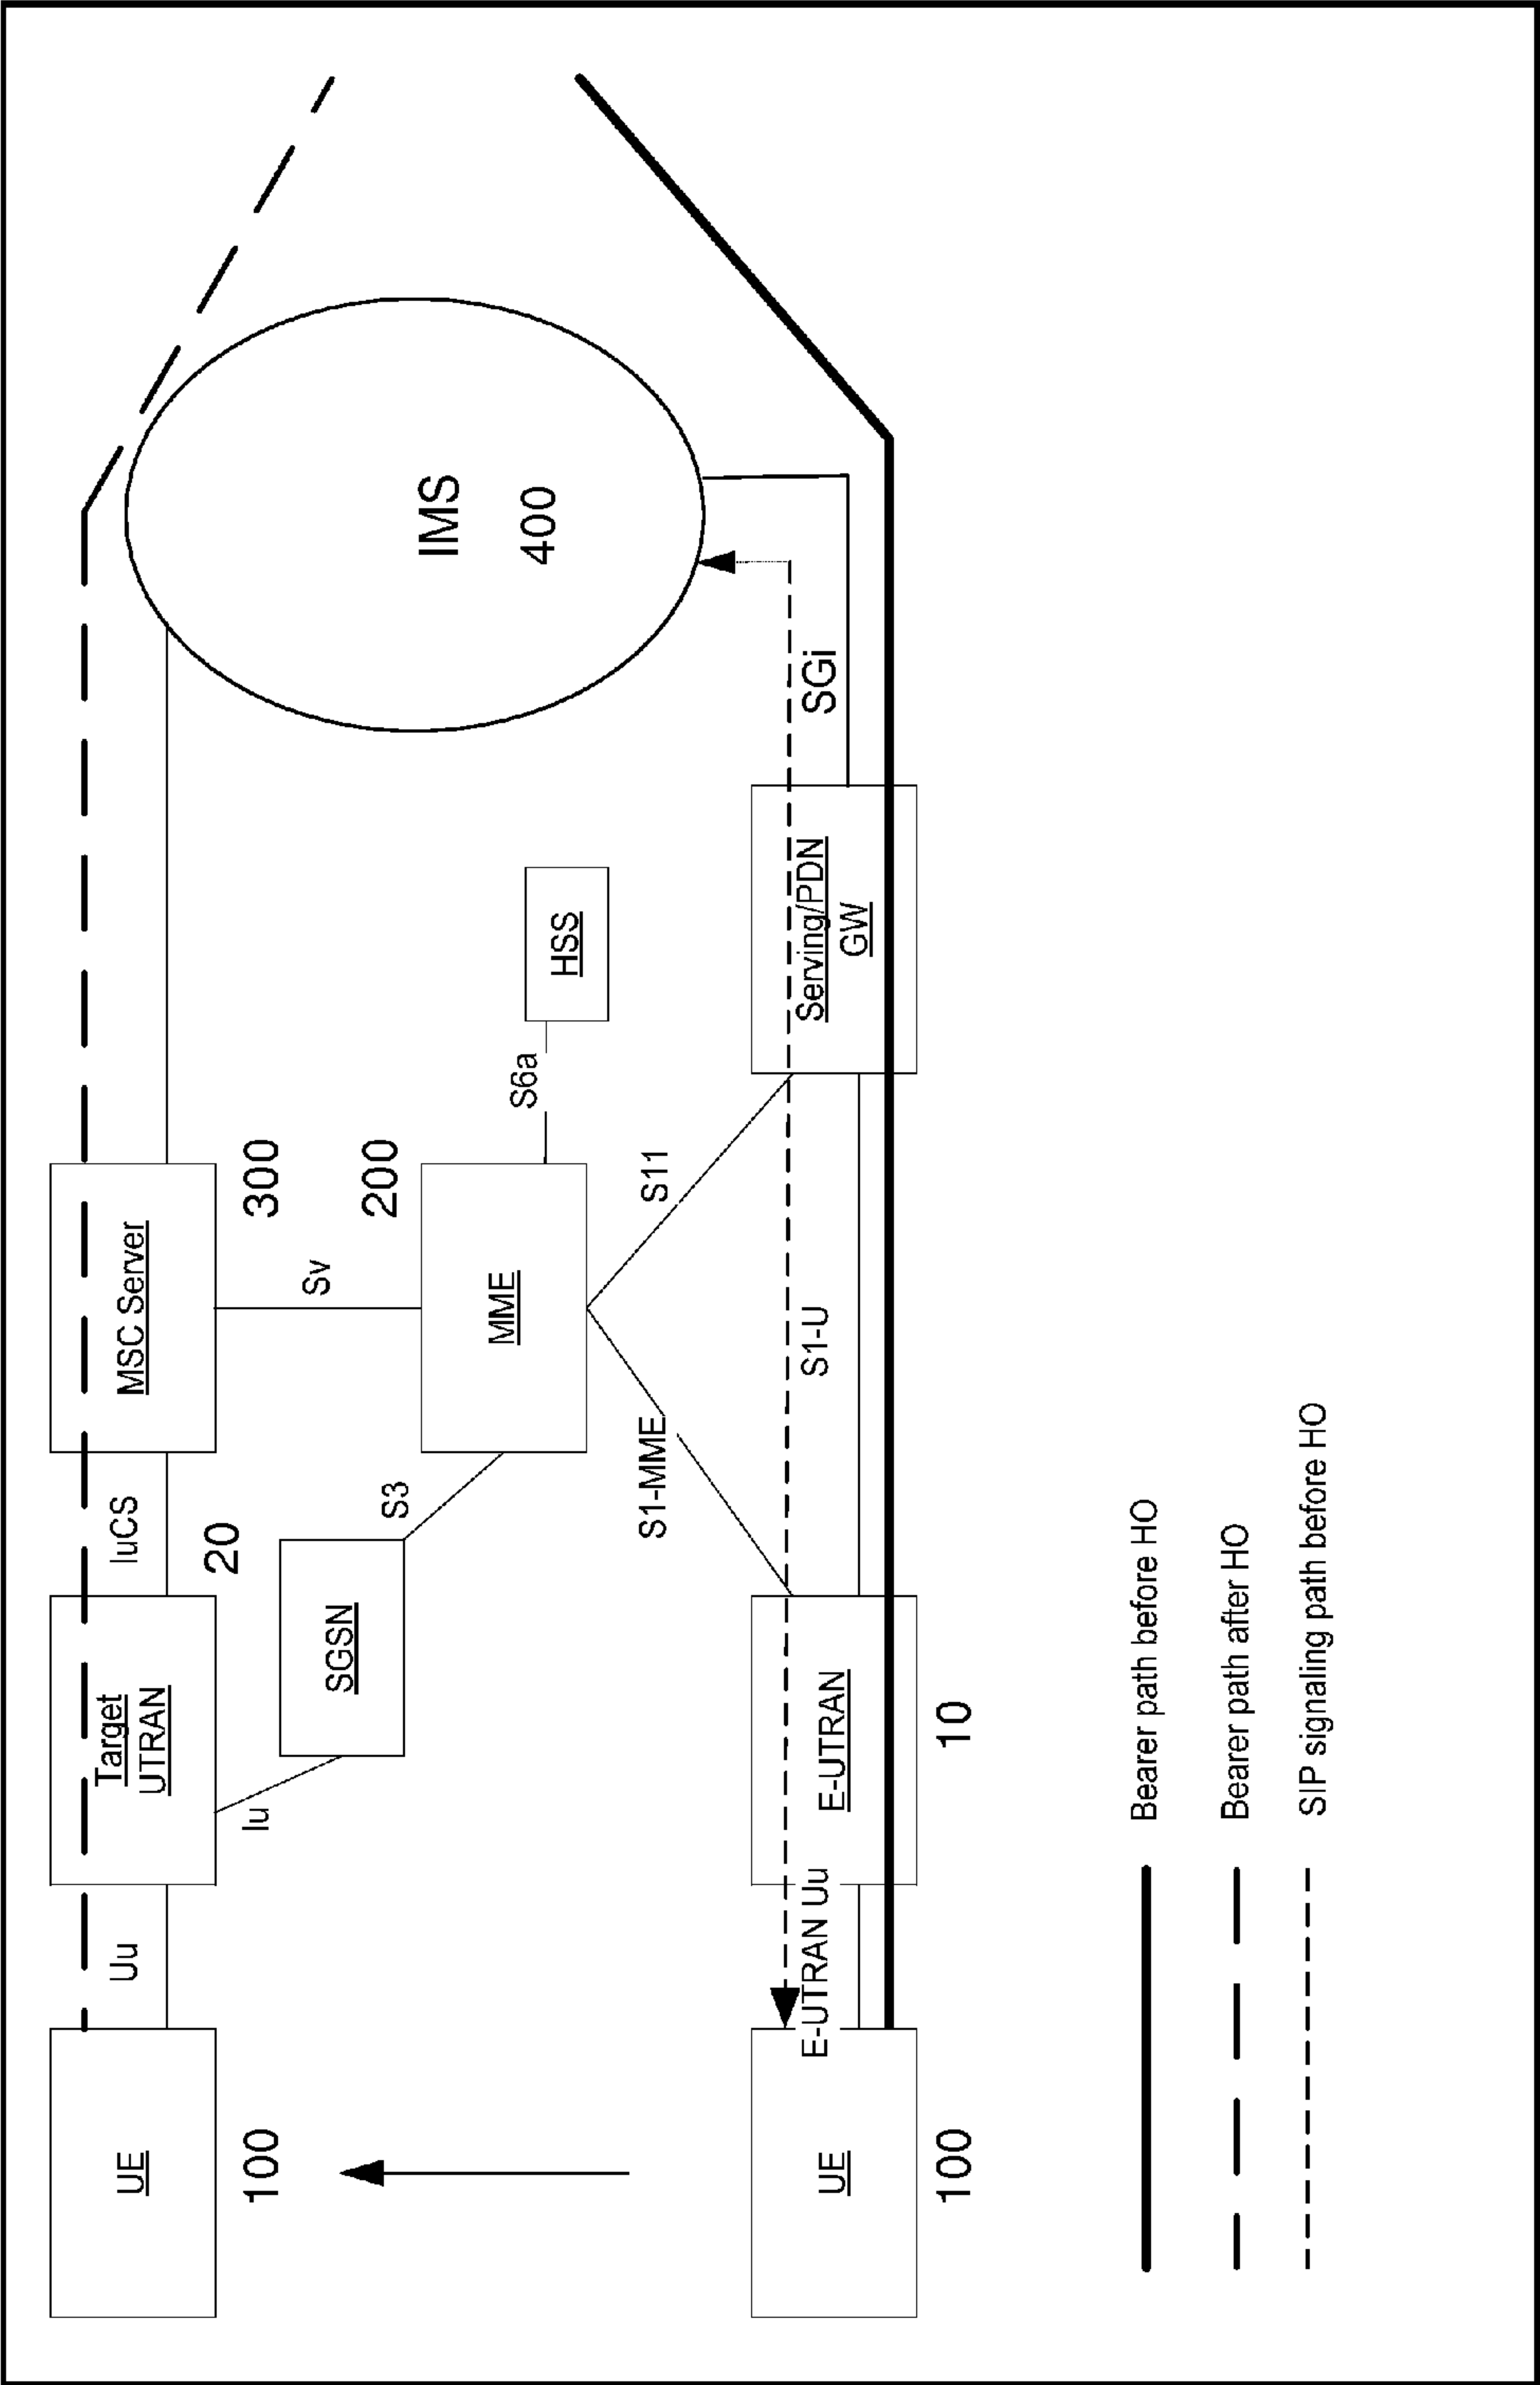 UE
100
Uu
Target
UTRAN
20
IuCS
MSC Server
300
Iu
SGSN
S3
Sv
200
MME
S6a
HSS
IMS
400
S1-MME
S11
UE
100
E-UTRAN Uu
E-UTRAN
10
S1-U
Serving/PDN
GW
SGi
Bearer path before HO
Bearer path after HO
SIP signaling path before HO